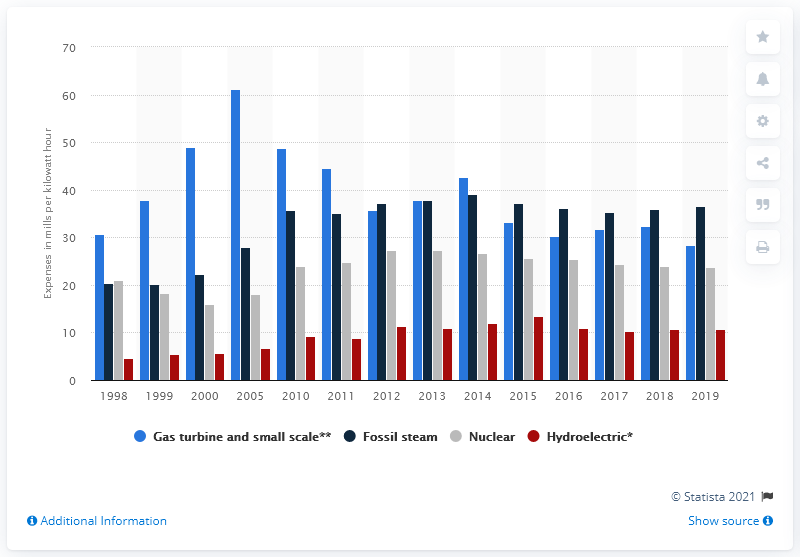 70
60
50
40
30
20
10
0
Expenses in mills per kilowatt hour
1998 1999 2000 2005 2010 2011 2012 2013 2014 2015 2016 2017 2018 2019
Gas turbine and small scale** Fossil steam Nuclear Hydroelectric*
© Statista 2021
Additional Information Show source